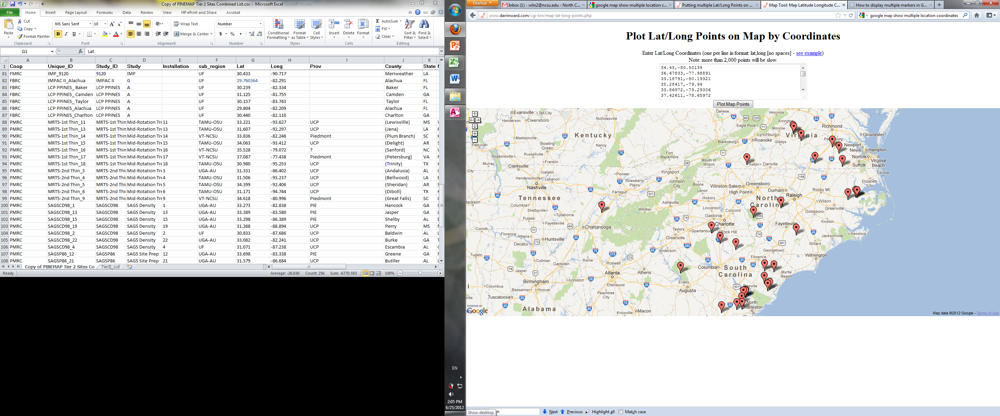 Copy of PINEMAP Tier 2 Sites Combined List.csv - Microsoft Excel
File Home Insert Page Layout Formulas Data Review View HP ePrint and Share Acrobat
Paste Cut Copy Format Painter Clipboard
MS Sans Serif 10 B I U Font
Wrap Text Merge & Center Alignment
Number $ % , Number
Conditional Formatting Format as Table Cell Styles Styles
Insert Delete Format Cells
AutoSum Fill Clear Sort & Filter Find & Select Editing
G1 fx Lat
A B C D E F G H I J K
1 Coop Unique_ID Study_ID Study Installation sub_region Lat Long Prov County State
81 FMRC IMP_9120 9120 IMP UF 30.433 -90.717 Meriweather LA
82 FBRC IMPAC II_Alachua IMPAC II G UF 29.760364 -82.291 Alachua FL
83 FBRC LCP PPINES_ Baker LCP PPINES A UF 30.239 -82.334 Baker FL
84 FBRC LCP PPINES_ Camden LCP PPINES A UF 31.125 -81.755 Camden GA
85 FBRC LCP PPINES_ Taylor LCP PPINES A UF 30.157 -83.743 Taylor FL
86 FBRC LCP PPINES_Alachua LCP PPINES A UF 29.804 -82.209 Alachua FL
87 FBRC LCP PPINES_Charlton LCP PPINES A UF 30.440 -82.110 Charlton GA
88 PMRC MRTS-1st Thin_11 MRTS-1st Thin Mid-Rotation Tre 11 TAMU-OSU 33.221 -93.627 UCP (Lewisville) MS
89 PMRC MRTS-1st Thin_13 MRTS-1st Thin Mid-Rotation Tre 13 TAMU-OSU 31.607 -92.297 UCP (Jena) LA
90 PMRC MRTS-1st Thin_14 MRTS-1st Thin Mid-Rotation Tre 14 VT-NCSU 33.836 -82.246 Piedmont (Plum Branch) SC
91 PMRC MRTS-1st Thin_15 MRTS-1st Thin Mid-Rotation Tre 15 TAMU-OSU 34.063 -93.412 UCP (Delight) AR
92 PMRC MRTS-1st Thin_16 MRTS-1st Thin Mid-Rotation Tre 16 VT-NCSU 35.528 -79.072 ? (Sanford) NC
93 PMRC MRTS-1st Thin_17 MRTS-1st Thin Mid-Rotation Tre 17 VT-NCSU 37.087 -77.438 Piedmont (Petersburg) VA
94 PMRC MRTS-1st Thin_18 MRTS-1st Thin Mid-Rotation Tre 18 TAMU-OSU 30.980 -95.253 UCP (Trinity) TX
95 PMRC MRTS-2nd Thin_3 MRTS-2nd Thi Mid-Rotation Tre 3 UGA-AU 31.331 -86.402 UCP (Andalusia) AL
96 PMRC MRTS-2nd Thin_4 MRTS-2nd Thi Mid-Rotation Tre 4 TAMU-OSU 31.506 -93.237 UCP (Bellwood) LA
97 PMRC MRTS-2nd Thin_5 MRTS-2nd Thi Mid-Rotation Tre 5 TAMU-OSU 34.399 -92.406 UCP (Sheridan) AR
98 PMRC MRTS-2nd Thin_6 MRTS-2nd Thi Mid-Rotation Tre 6 TAMU-OSU 31.171 -94.744 UCP (Diboll) TX
99 PMRC MRTS-2nd Thin_9 MRTS-2nd Thi Mid-Rotation Tre 9 VT-NCSU 34.618 -80.996 Piedmont (Great Falls) SC
100 PMRC SAGSCD98_1 SAGSCD98 SAGS Density 1 UGA-AU 33.273 -82.838 PIE Hancock GA
101 PMRC SAGSCD98_13 SAGSCD98 SAGS Density 13 UGA-AU 33.389 -83.580 PIE Jasper GA
102 PMRC SAGSCD98_15 SAGSCD98 SAGS Density 15 UGA-AU 33.298 -86.389 PIE Shelby AL
103 PMRC SAGSCD98_19 SAGSCD98 SAGS Density 19 UGA-AU 31.268 -88.894 UCP Perry MS
104 PMRC SAGSCD98_2 SAGSCD98 SAGS Density 2 UF 30.833 -87.686 UCP Baldwin AL
105 PMRC SAGSCD98_22 SAGSCD98 SAGS Density 22 UGA-AU 33.082 -82.241 UCP Burke GA
106 PMRC SAGSCD98_4 SAGSCD98 SAGS Density 4 UF 31.071 -87.238 UCP Escambia AL
107 PMRC SAGSP86_12 SAGSP86 SAGS Site Prep 12 UGA-AU 33.698 -83.338 PIE Greene GA
108 PMRC SAGSP86_21 SAGSP86 SAGS Site Prep 21 UGA-AU 31.579 -86.684 UCP Butller AL
Copy of PINEMAP Tier 2 Sites Co TierII_cull
Ready Average: -26.656 Count: 256 Sum: -6770.593 100%
EN
2:05 PM
6/25/2012
Firefox
Inbox (1) - wlin2@ncsu.edu - North C...
google map show multiple location c...
Putting multiple Lat/Long Points on ...
Map Tool: Map Latitude Longitude C...
How to display multiple markers in G...
www.darrinward.com/cgi-bin/map-lat-long-points.php
google map show multiple location coordinates
Plot Lat/Long Points on Map by Coordinates
Enter Lat/Long Coordinates (one per line in format: lat,long [no spaces] - see example)
Note: more than 2,000 points will be slow.
34.45,-80.50139
36.67833,-77.98891
33.18791,-80.19321
35.28417,-79.94
33.86972,-79.29306
37.42611,-78.65972
Plot Map Points
Evansville Tell City Henderson Owensboro Nicholasville Danese Vesuvius
Eagle Rock Arrington Monroe Richmond
Kentucky Madisonville Lynchburg Virginia Gloucester
Paducah Bowling Green Nancy Blacksburg Roanoke Gladys Newport News Hampton
Hopkinsville Russellville Franklin Fort Blackmore Mouth of Wilson Norfolk Virginia Beach
Murray Clarksville Axton Danville Suffolk
Gallatin Pioneer Kingsport Corolla
Hendersonville Lebanon Strawberry Plains Johnson City Boone Greensboro Elizabeth City
Nashville Farragut Lenoir Winston-Salem Durham Rocky Mt
High Point Raleigh
Tennessee Columbia Asheville Hickory North Carolina Wilson Greenville
Jackson Shelbyville Tullahoma Whittier Lincolnton Concord Goldsboro
Pulaski Fayetteville Gastonia Charlotte Fayetteville Kinston
Corinth Chattanooga Taylors Spartanburg Rock Hill Jacksonville Havelock
Florence Athens Huntsville Greenville Willard
Decatur Georgetown
Tupelo Cullman Rome Anderson Florence Wilmington
Gadsden Roswell
Jasper Atlanta Athens Columbia South Carolina Myrtle Beach
Birmingham Anniston Evans
Columbus Bessemer Hoover Ellenwood Augusta Pineville
Tuscaloosa Peachtree City North Charleston
Alabama Knoxville Macon
POWERED BY Google
Map data ©2012 Google - Terms of Use
Show desktop
Next Previous Highlight all Match case